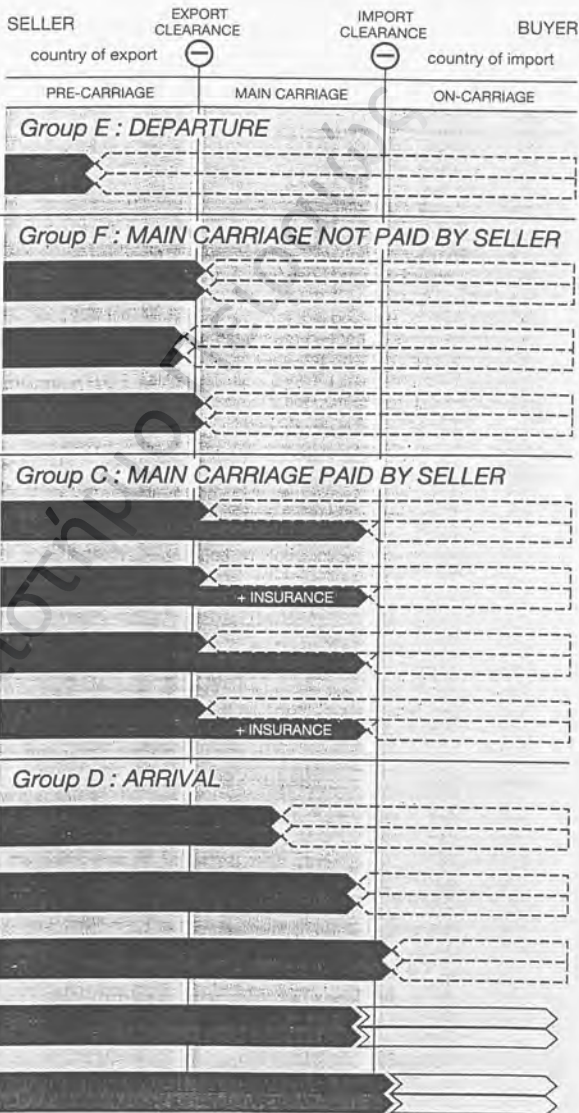 SELLER
EXPORT
CLEARANCE
IMPORT
CLEARANCE
BUYER
country of export
country of import
PRE-CARRIAGE
MAIN CARRIAGE
ON-CARRIAGE
Group E : DEPARTURE
Group F : MAIN CARRIAGE NOT PAID BY SELLER
Group C : MAIN CARRIAGE PAID BY SELLER
+ INSURANCE
+ INSURANCE
Group D : ARRIVAL